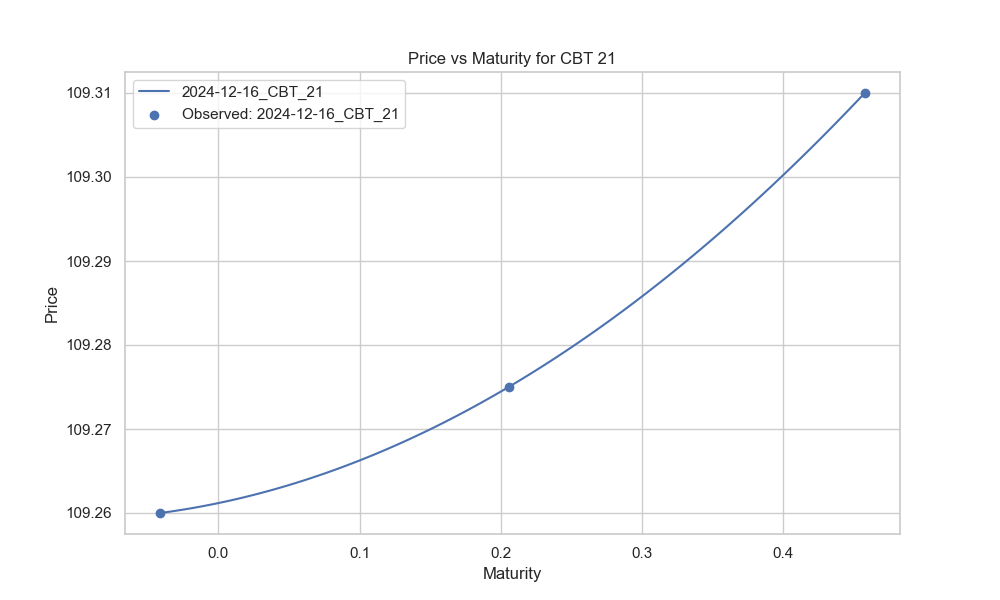 Price vs Maturity for CBT 21
2024-12-16_CBT_21
Observed: 2024-12-16_CBT_21
109.31
109.30
109.29
109.28
109.27
109.26
Price
0.0 0.1 0.2 0.3 0.4
Maturity